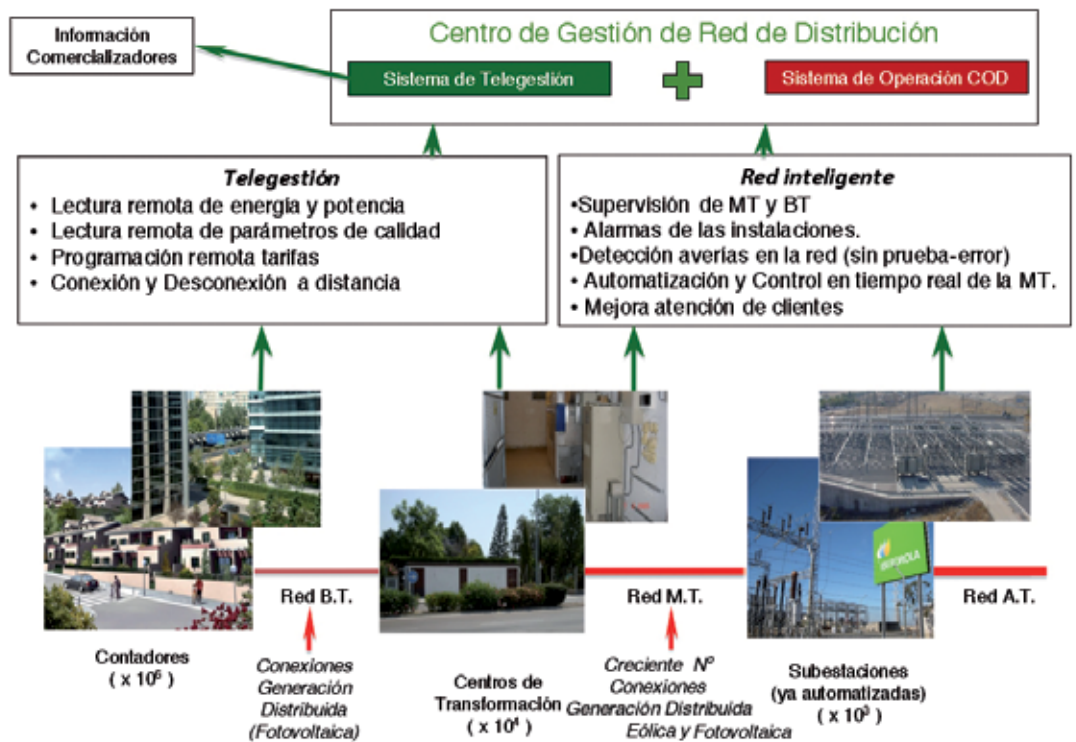 Información
Comercializadores
Centro de Gestión de Red de Distribución
Sistema de Telegestión
Sistema de Operación COD
Telegestión
• Lectura remota de energía y potencia
• Lectura remota de parámetros de calidad
• Programación remota tarifas
• Conexión y Desconexión a distancia
Red inteligente
•Supervisión de MT y BT
• Alarmas de las instalaciones.
•Detección averías en la red (sin prueba-error)
• Automatización y Control en tiempo real de la MT.
• Mejora atención de clientes
IBERDROLA
Red B.T.
Red M.T.
Red A.T.
Contadores
( x 10⁶ )
Conexiones
Generación
Distribuida
(Fotovoltaica)
Centros de
Transformación
( x 10⁴ )
Creciente Nº
Conexiones
Generación Distribuida
Eólica y Fotovoltaica
Subestaciones
(ya automatizadas)
( x 10³ )